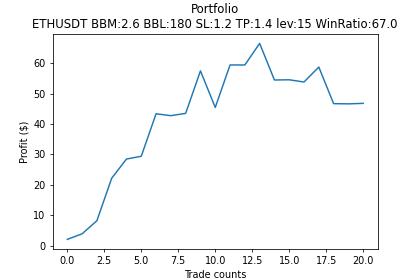 Portfolio
ETHUSDT BBM:2.6 BBL:180 SL:1.2 TP:1.4 lev:15 WinRatio:67.0
60
50
40
30
20
10
0
Profit ($)
0.0 2.5 5.0 7.5 10.0 12.5 15.0 17.5 20.0
Trade counts